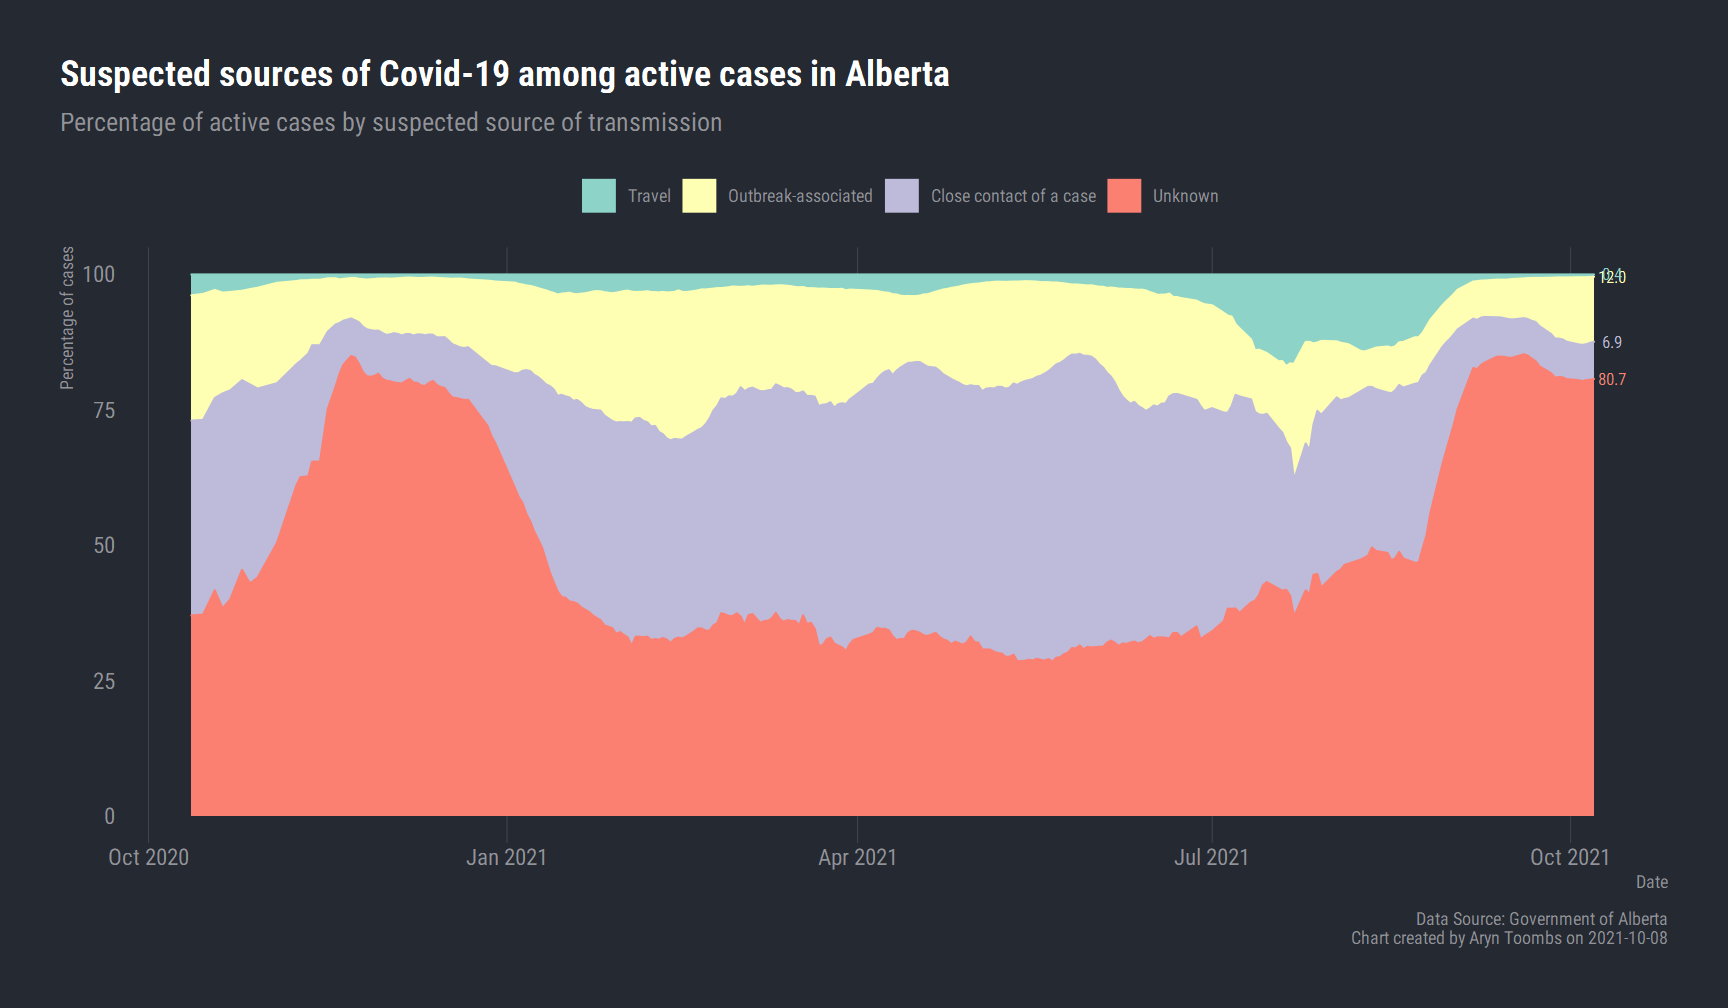 Suspected sources of Covid-19 among active cases in Alberta
Percentage of active cases by suspected source of transmission
Travel
Outbreak-associated
Close contact of a case
Unknown
Percentage of cases
100
75
50
25
0
12.0
6.9
80.7
Oct 2020
Jan 2021
Apr 2021
Jul 2021
Oct 2021
Date
Data Source: Government of Alberta
Chart created by Aryn Toombs on 2021-10-08